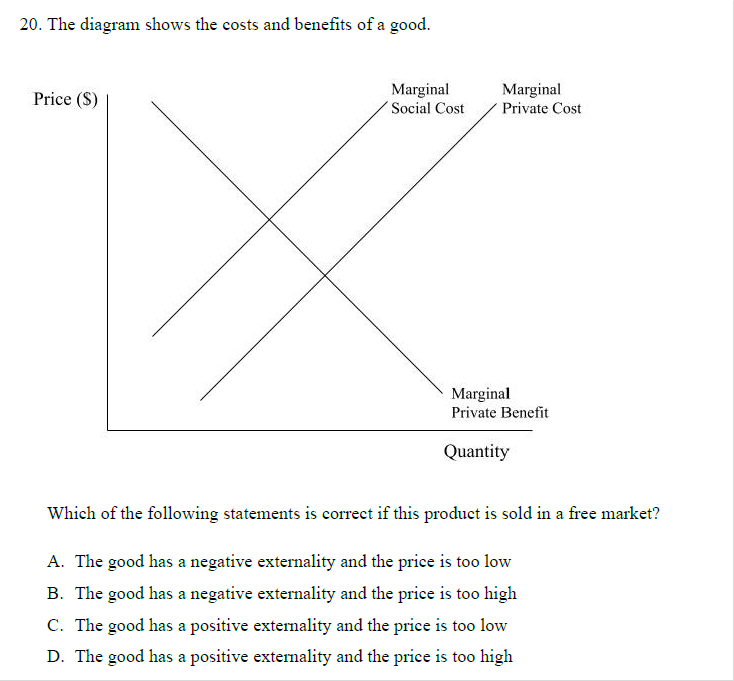 20. The diagram shows the costs and benefits of a good.
Price ($)
Marginal
Social Cost
Marginal
Private Cost
Marginal
Private Benefit
Quantity
Which of the following statements is correct if this product is sold in a free market?
A. The good has a negative externality and the price is too low
B. The good has a negative externality and the price is too high
C. The good has a positive externality and the price is too low
D. The good has a positive externality and the price is too high